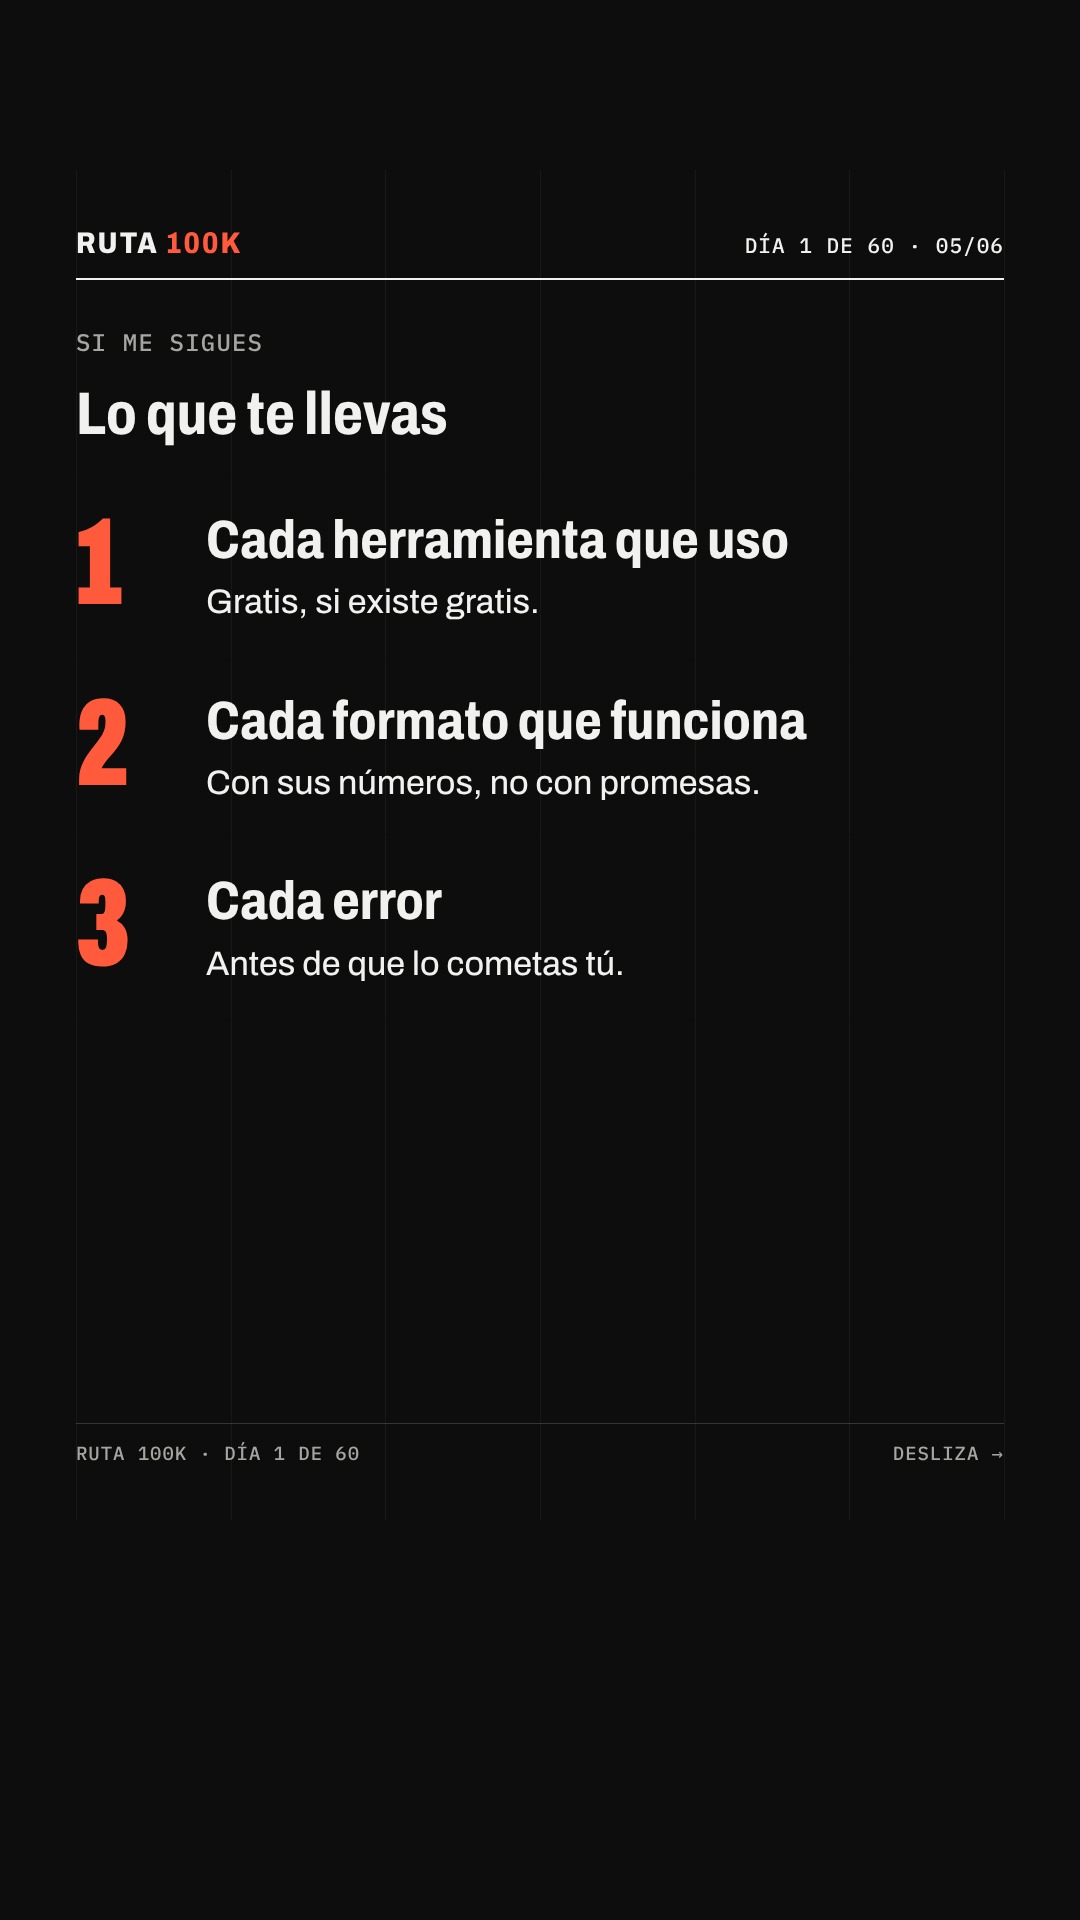 RUTA 100K
DÍA 1 DE 60 · 05/06
SI ME SIGUES
Lo que te llevas
1
Cada herramienta que uso
Gratis, si existe gratis.
2
Cada formato que funciona
Con sus números, no con promesas.
3
Cada error
Antes de que lo cometas tú.
RUTA 100K · DÍA 1 DE 60
DESLIZA →